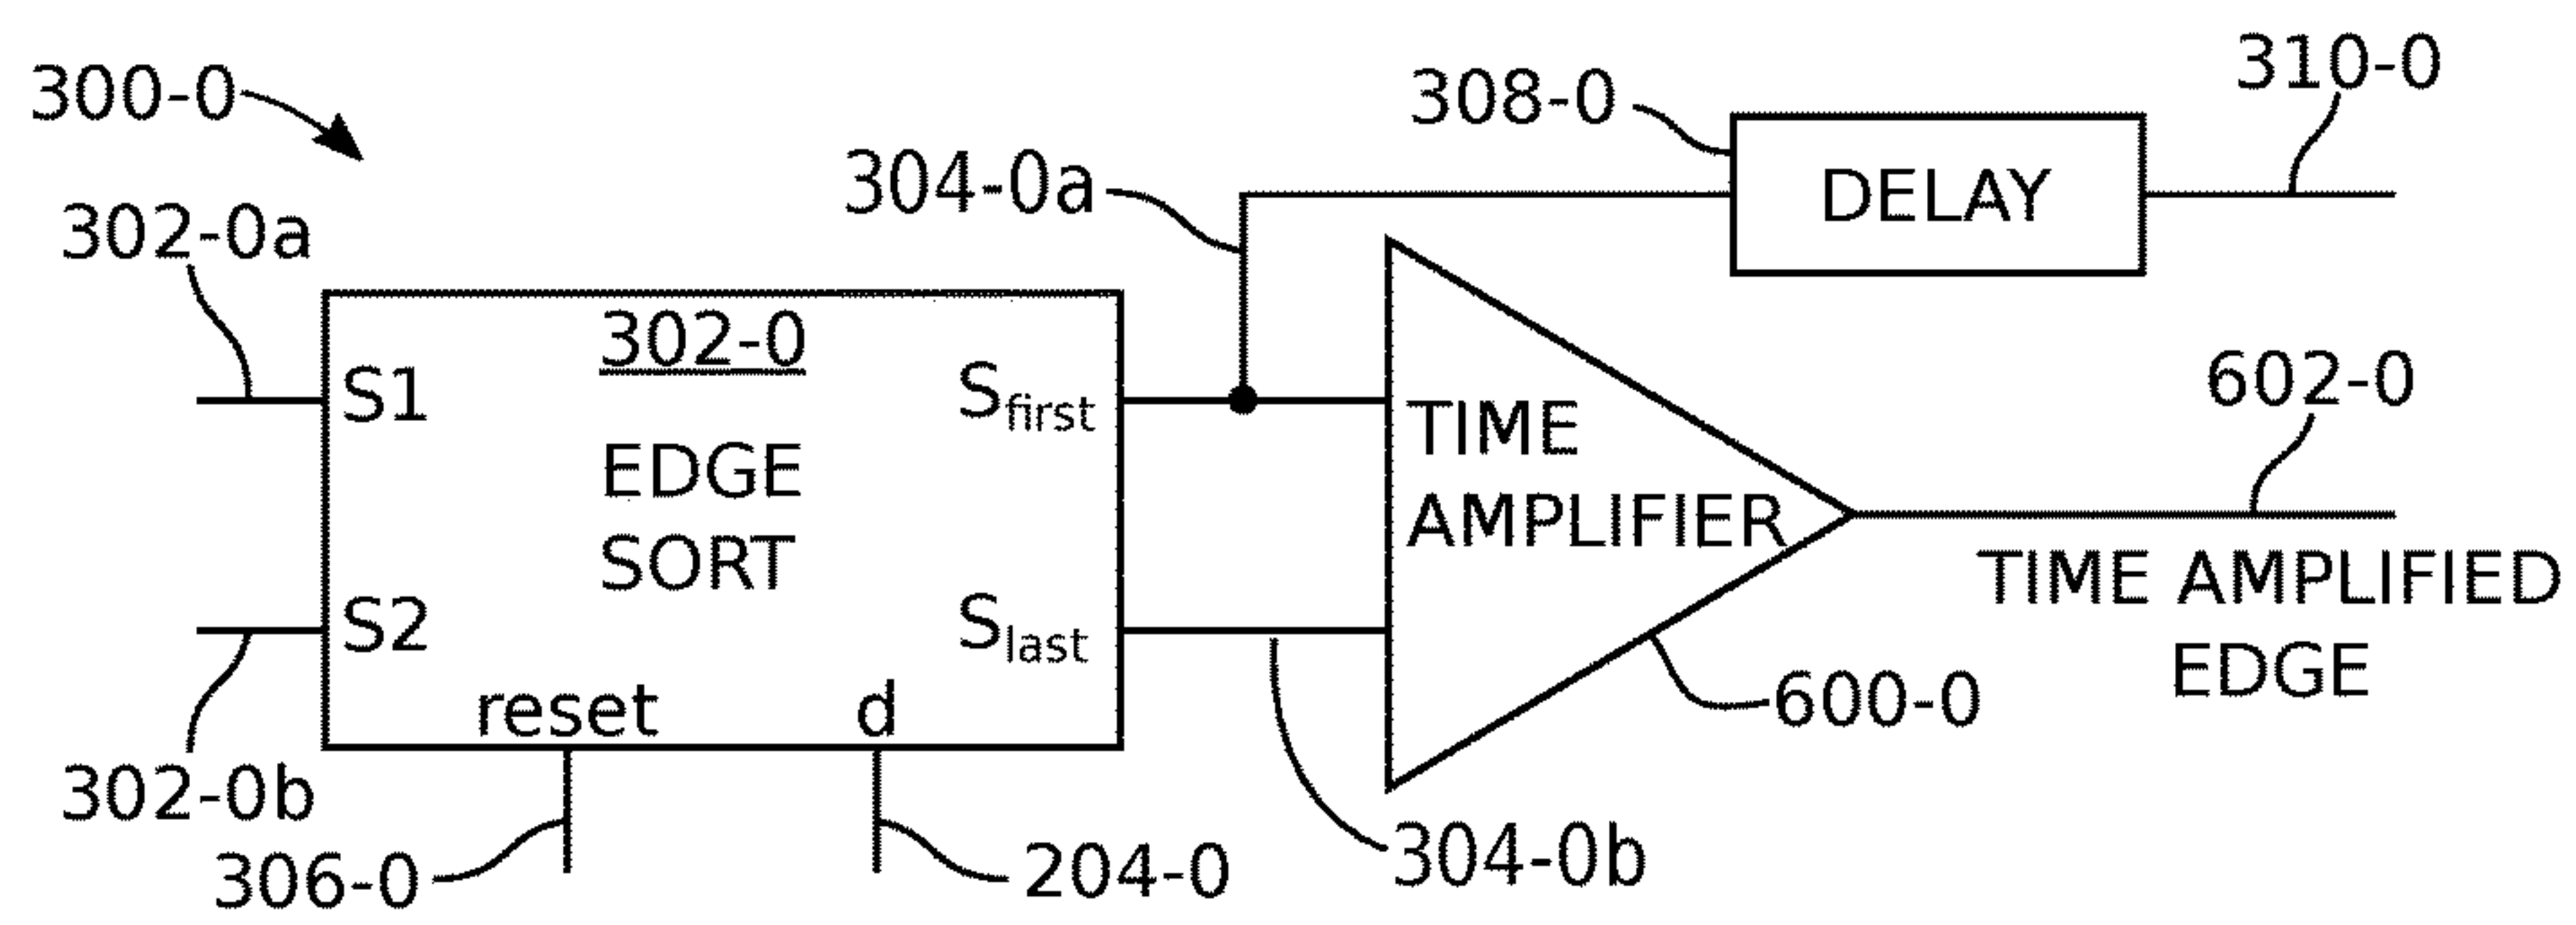 300-0
310-0
308-0
304-0a
DELAY
302-0a
302-0
S1
Sfirst
EDGE
SORT
S2
Slast
reset
d
TIME
AMPLIFIER
602-0
TIME AMPLIFIED
EDGE
600-0
302-0b
306-0
204-0
304-0b